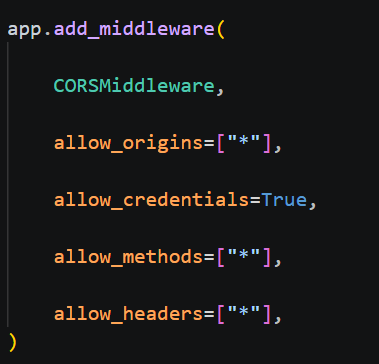 app.add_middleware(
CORSMiddleware,
allow_origins=["*"],
allow_credentials=True,
allow_methods=["*"],
allow_headers=["*"],
)